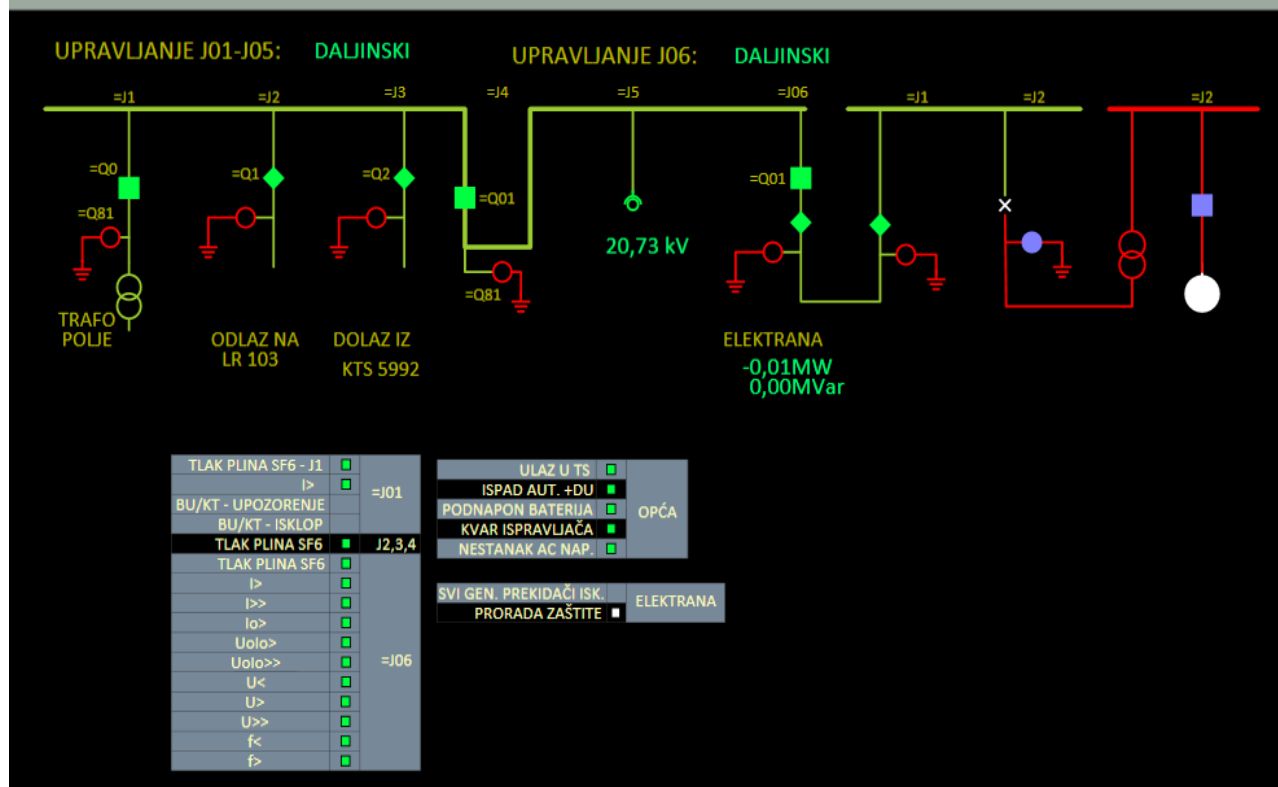 UPRAVLJANJE J01-J05: DALJINSKI
UPRAVLJANJE J06: DALJINSKI
=J1
=J2
=J3
=J4
=J5
=J06
=J1
=J2
=J2
=Q0
=Q1
=Q2
=Q01
=Q01
=Q81
=Q81
20,73 kV
TRAFO
POLJE
ODLAZ NA
LR 103
DOLAZ IZ
KTS 5992
ELEKTRANA
-0,01MW
0,00MVar
TLAK PLINA SF6 - J1
I>
BU/KT - UPOZORENJE
BU/KT - ISKLOP
=J01
TLAK PLINA SF6 J2,3,4
TLAK PLINA SF6
I>
I>>
Io>
Uolo>
Uolo>>
U<
U>
U>>
f<
f>
=J06
ULAZ U TS
ISPAD AUT. +DU
PODNAPON BATERIJA
KVAR ISPRAVLJAČA
NESTANAK AC NAP.
OPĆA
SVI GEN. PREKIDAČI ISK.
PRORADA ZAŠTITE
ELEKTRANA